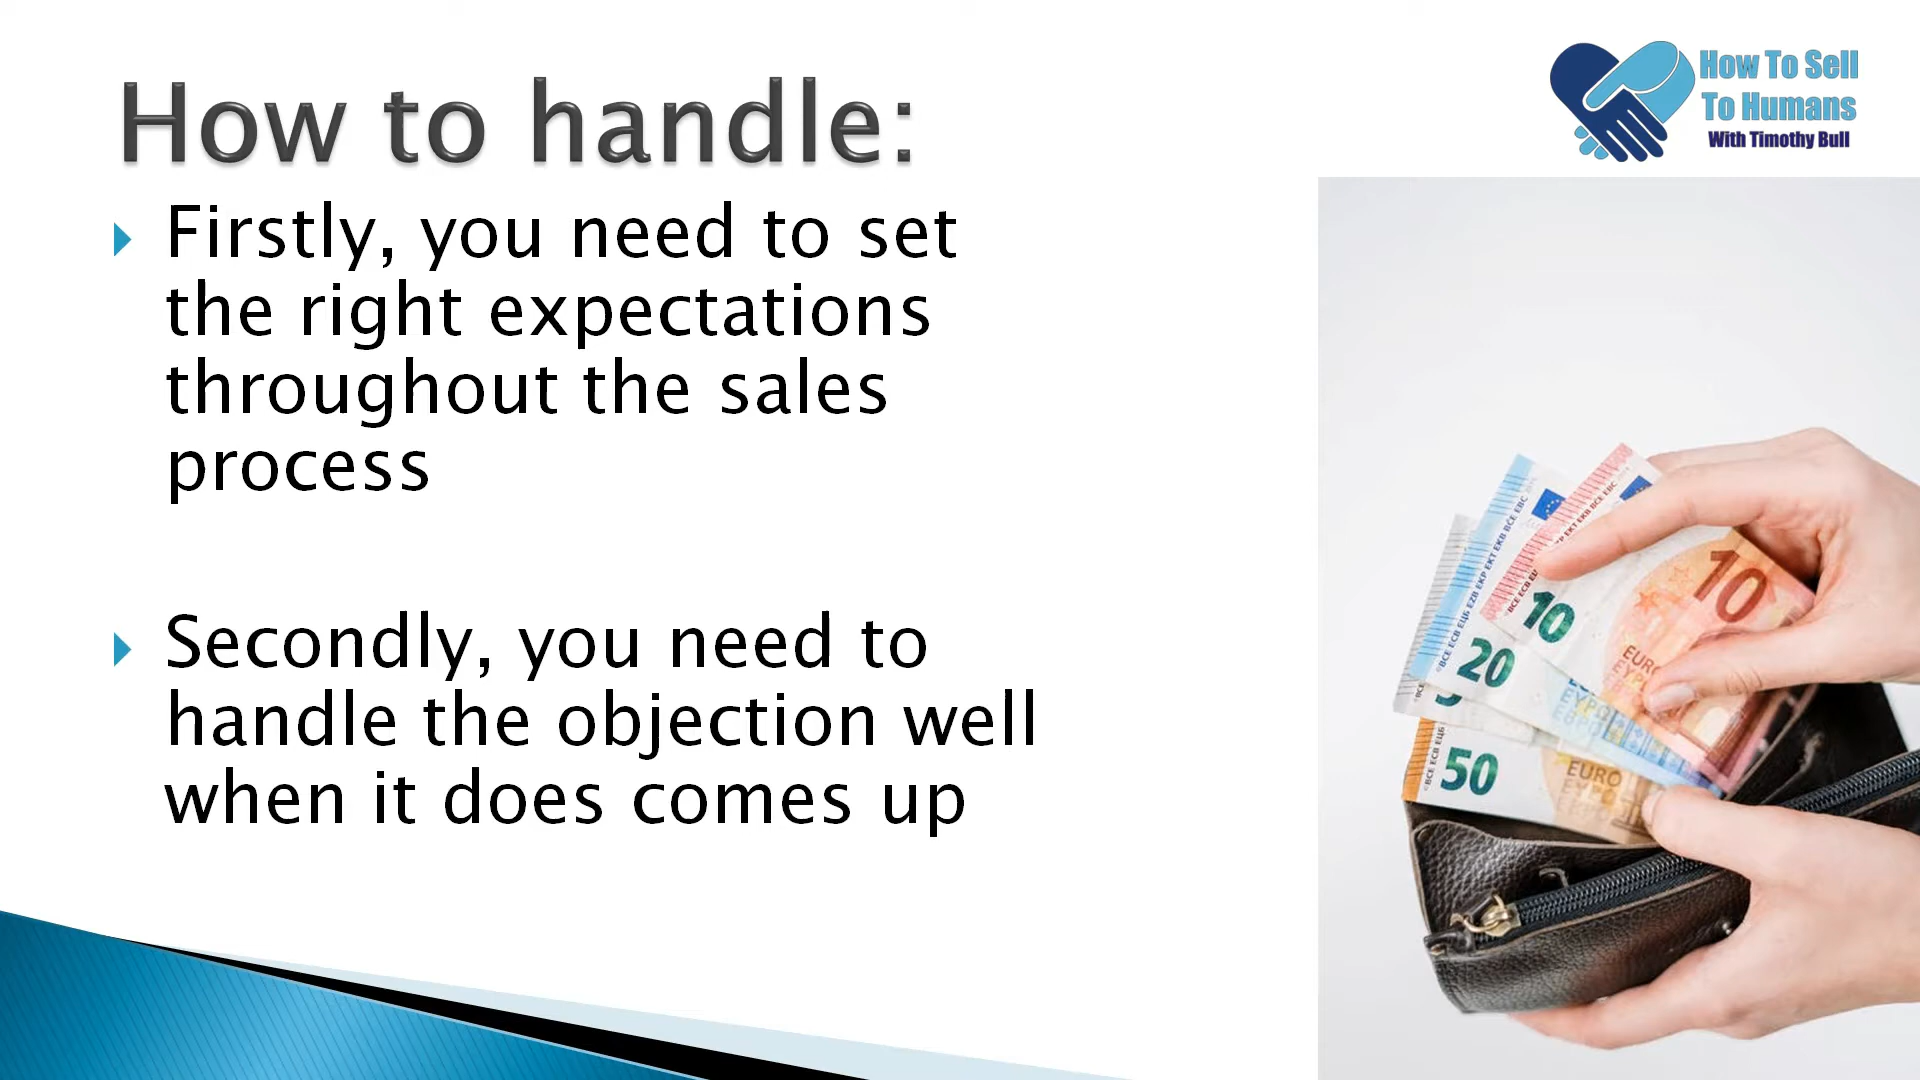 How to handle:
How To Sell
To Humans
With Timothy Bull
Firstly, you need to set
the right expectations
throughout the sales
process
Secondly, you need to
handle the objection well
when it does comes up
10
10
20
50
EURO
EURO